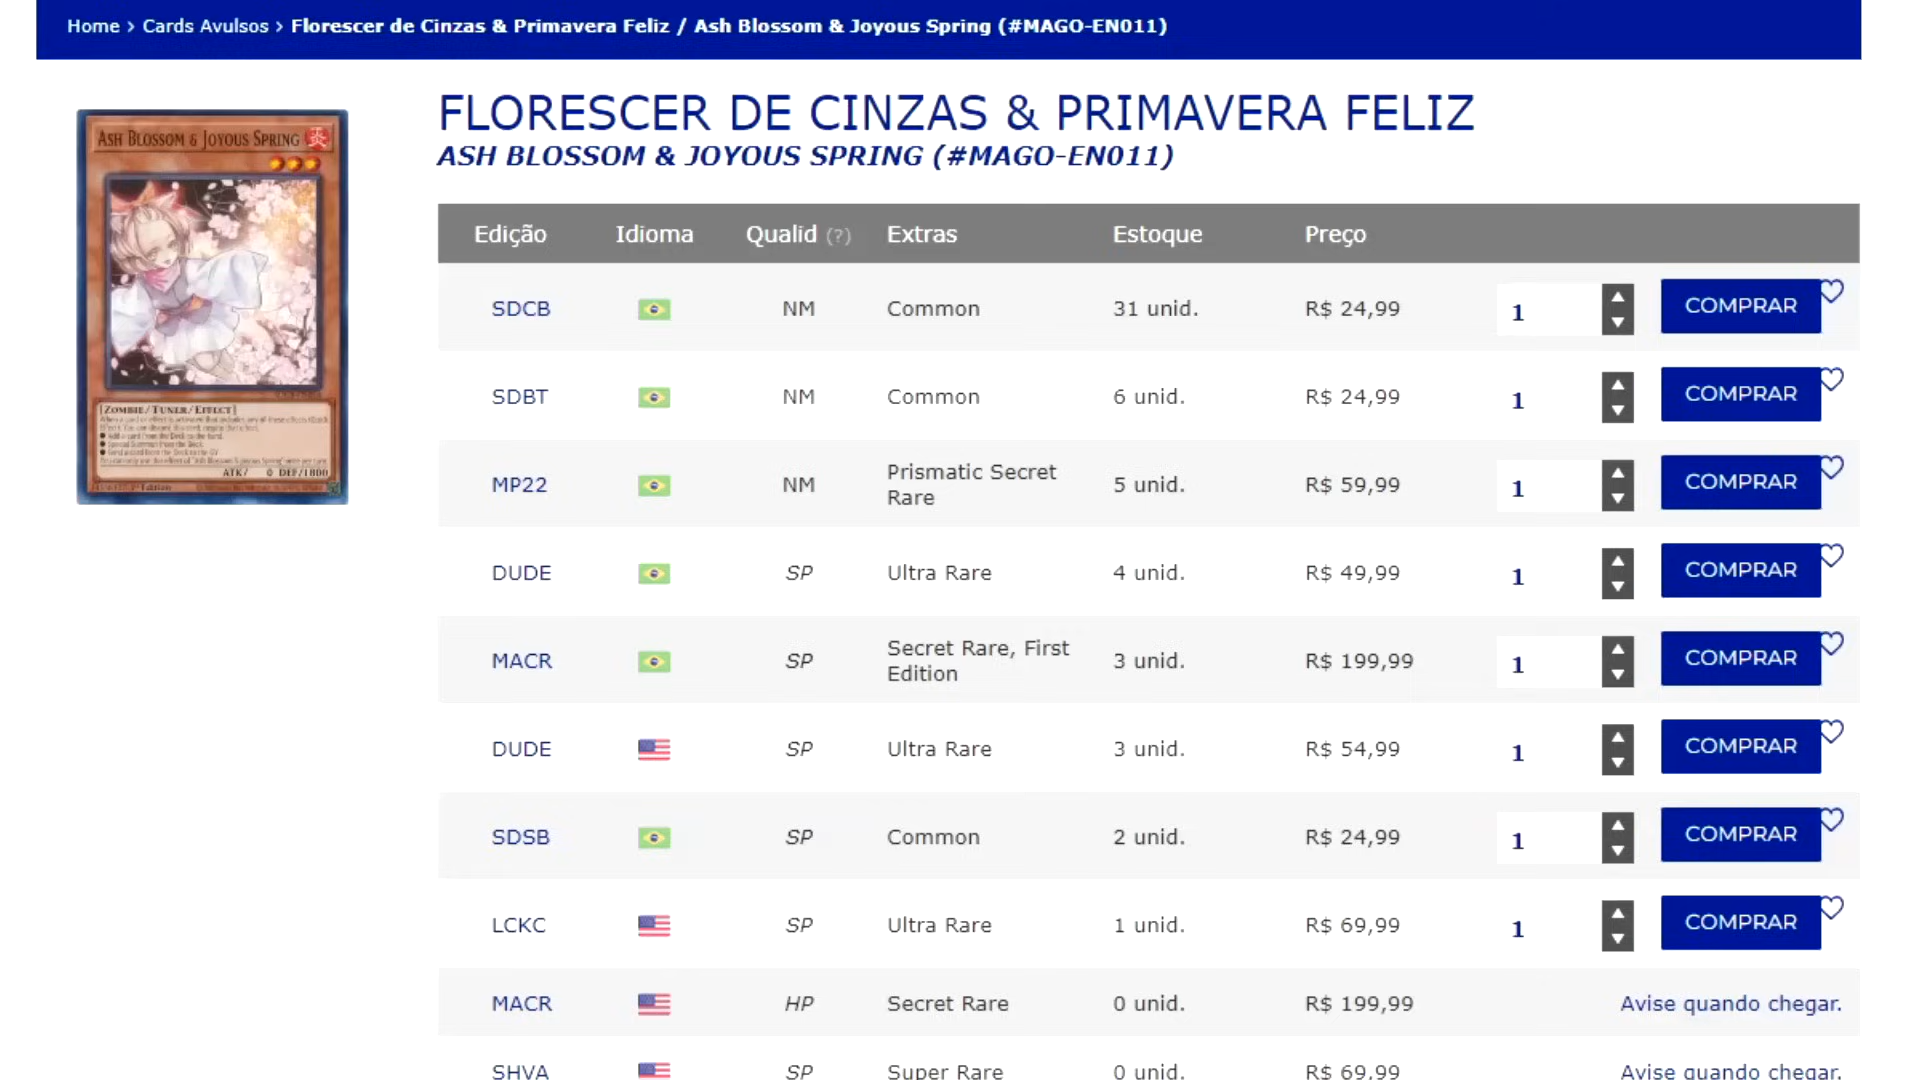 Home › Cards Avulsos › Florescer de Cinzas & Primavera Feliz / Ash Blossom & Joyous Spring (#MAGO-EN011)
FLORESCER DE CINZAS & PRIMAVERA FELIZ
ASH BLOSSOM & JOYOUS SPRING (#MAGO-EN011)
ASH BLOSSOM & JOYOUS SPRING
[ZOMBIE/TUNER/EFFECT]
ATK/ 0 DEF/1800
Edição Idioma Qualid (?) Extras Estoque Preço
SDCB NM Common 31 unid. R$ 24,99 1 COMPRAR
SDBT NM Common 6 unid. R$ 24,99 1 COMPRAR
MP22 NM Prismatic Secret Rare 5 unid. R$ 59,99 1 COMPRAR
DUDE SP Ultra Rare 4 unid. R$ 49,99 1 COMPRAR
MACR SP Secret Rare, First Edition 3 unid. R$ 199,99 1 COMPRAR
DUDE SP Ultra Rare 3 unid. R$ 54,99 1 COMPRAR
SDSB SP Common 2 unid. R$ 24,99 1 COMPRAR
LCKC SP Ultra Rare 1 unid. R$ 69,99 1 COMPRAR
MACR HP Secret Rare 0 unid. R$ 199,99 Avise quando chegar.
SHVA SP Super Rare 0 unid. R$ 69,99 Avise quando chegar.